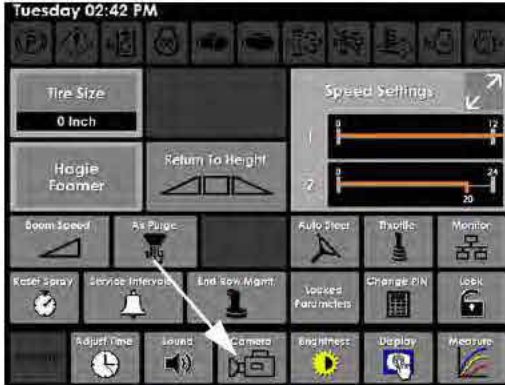 Tuesday 02:42 PM
Tire Size
0 Inch
Speed Settings
1
0
12
Hagie
Foamer
Return To Height
2
0
24
20
Boom Speed
Air Purge
Auto Steer
Throttle
Monitor
Reset Spray
Service Intervals
End Row Mgmt
Locked
Parameters
Change PIN
Lock
Adjust Time
Sound
Camera
Brightness
Display
Measure